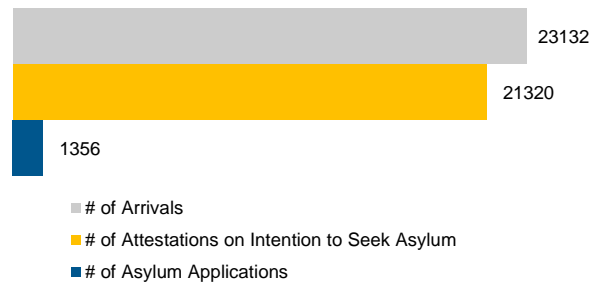 23132
21320
1356
# of Arrivals
# of Attestations on Intention to Seek Asylum
# of Asylum Applications